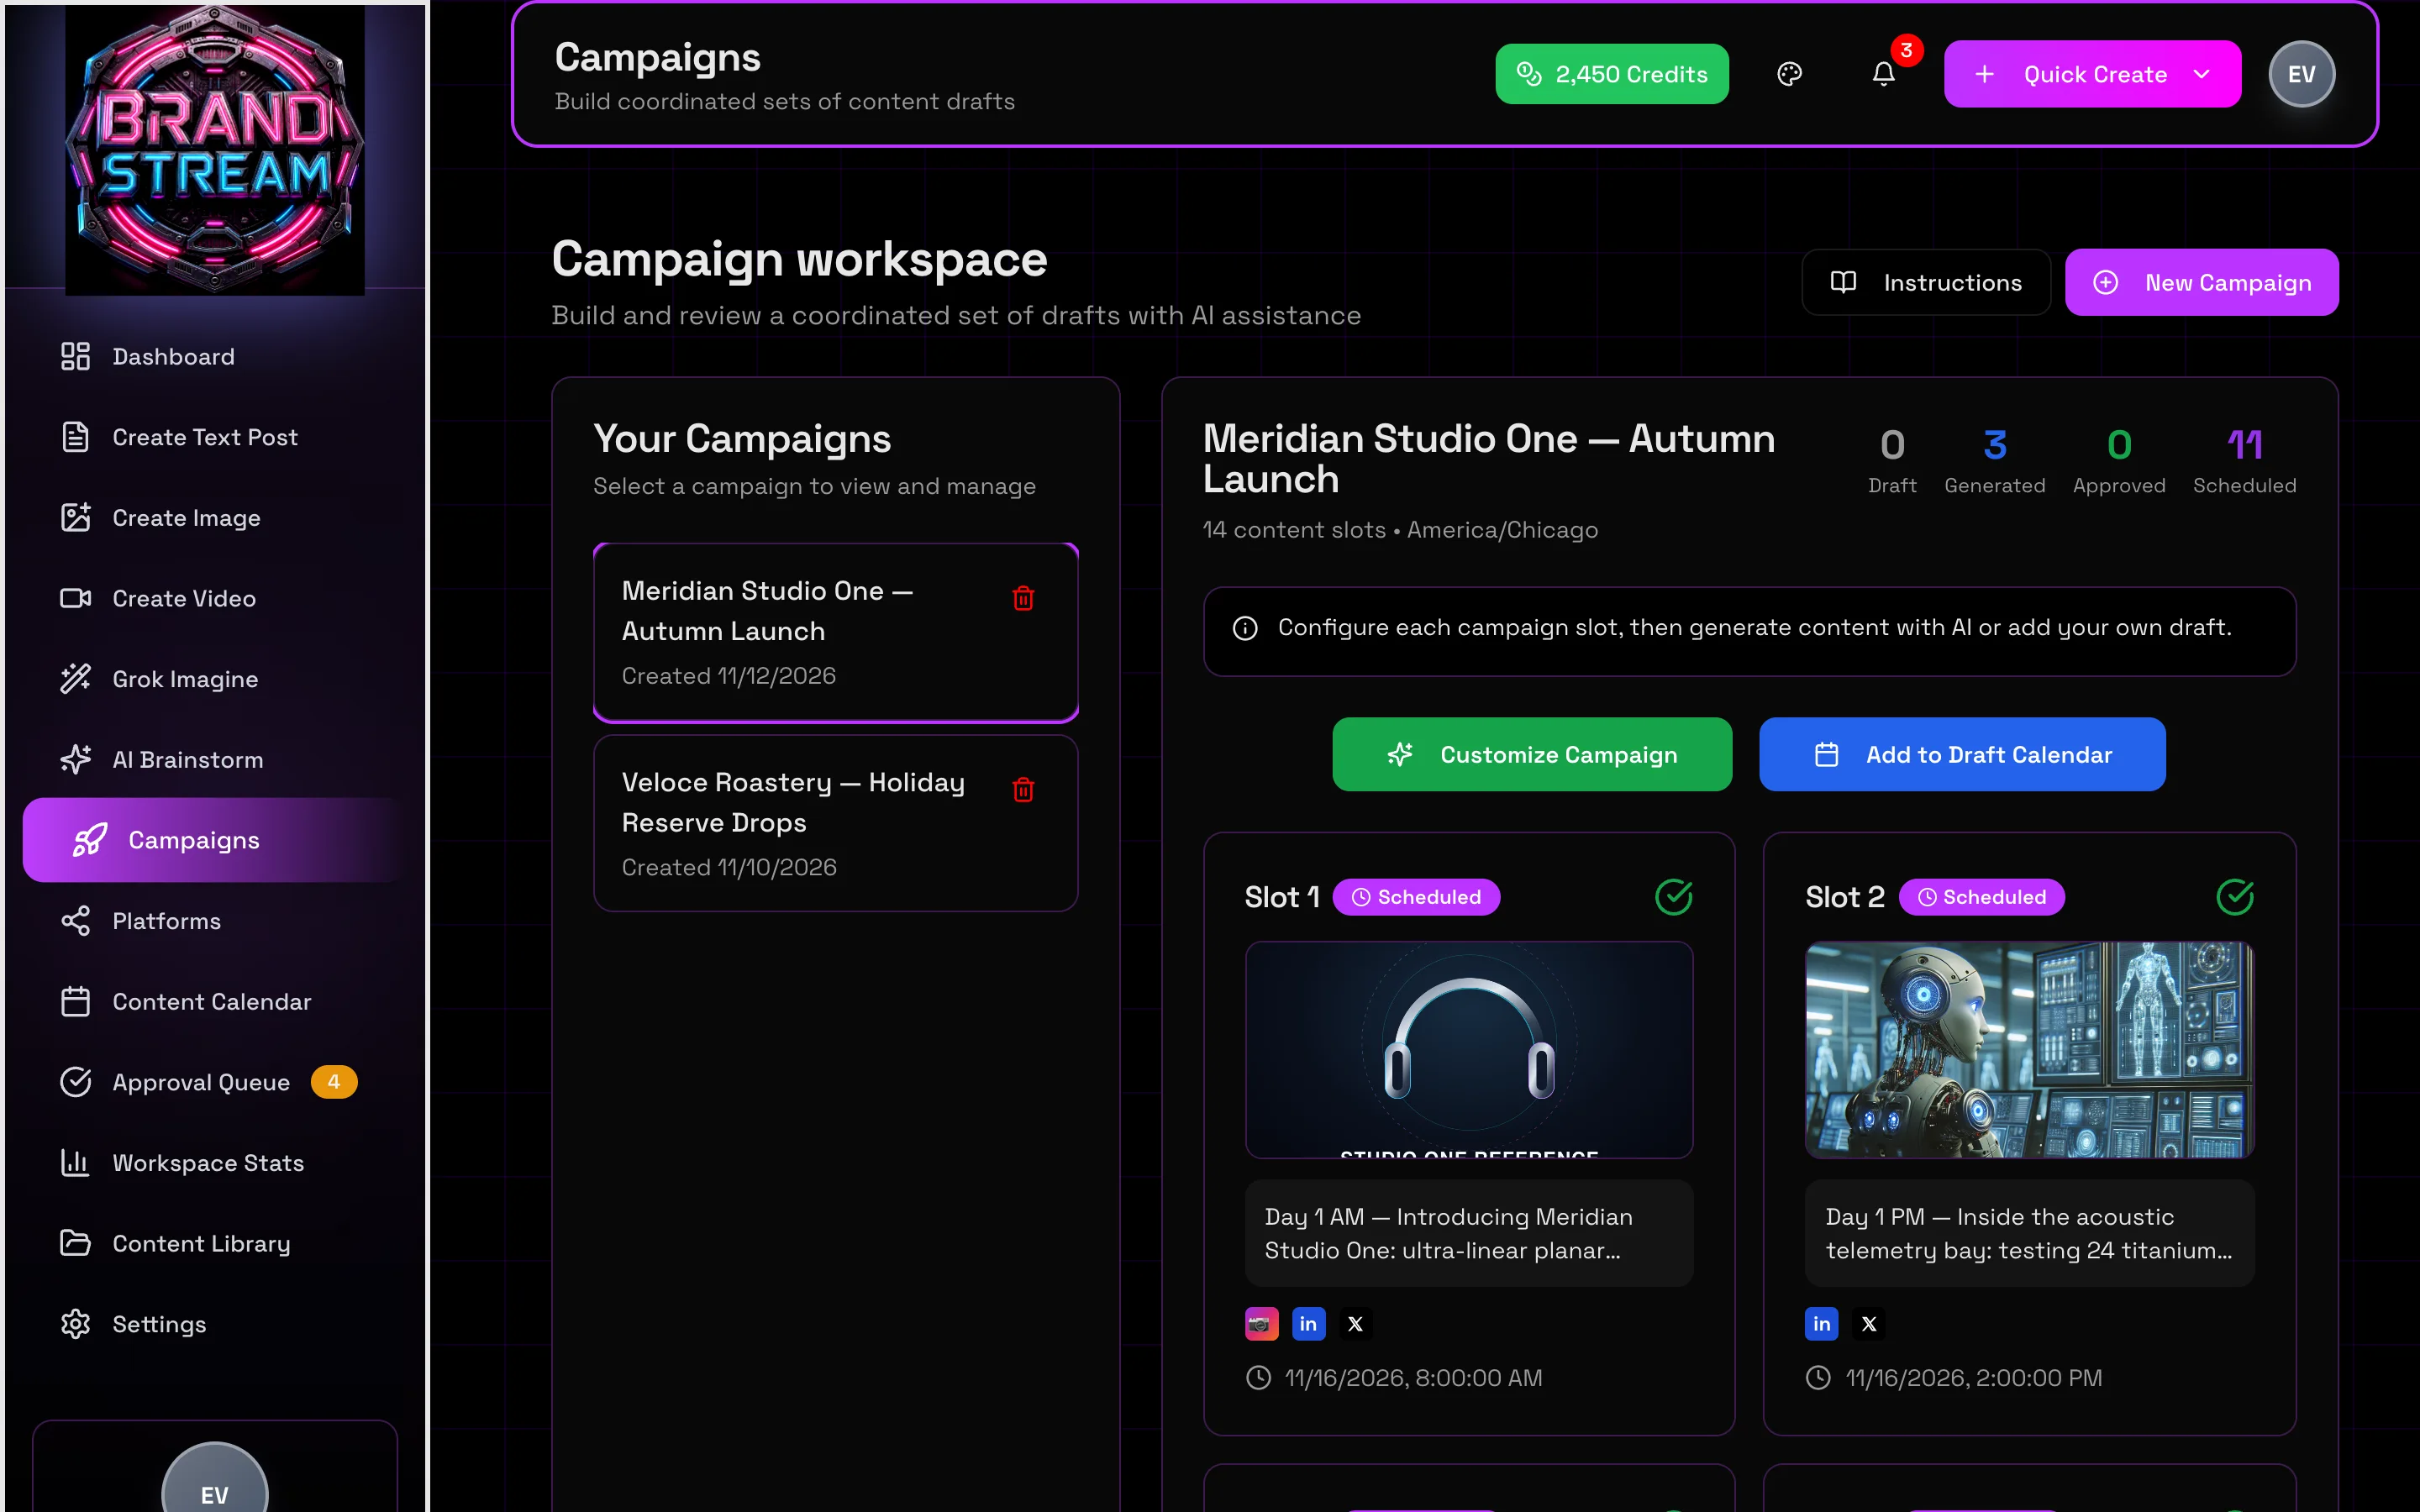 BRAND
STREAM
Dashboard
Create Text Post
Create Image
Create Video
Grok Imagine
AI Brainstorm
Campaigns
Platforms
Content Calendar
Approval Queue 4
Workspace Stats
Content Library
Settings
EV
Campaigns
Build coordinated sets of content drafts
2,450 Credits
3
Quick Create
EV
Campaign workspace
Build and review a coordinated set of drafts with AI assistance
Instructions
New Campaign
Your Campaigns
Select a campaign to view and manage
Meridian Studio One —
Autumn Launch
Created 11/12/2026
Veloce Roastery — Holiday
Reserve Drops
Created 11/10/2026
Meridian Studio One — Autumn
Launch
14 content slots • America/Chicago
0 Draft
3 Generated
0 Approved
11 Scheduled
Configure each campaign slot, then generate content with AI or add your own draft.
Customize Campaign
Add to Draft Calendar
Slot 1 Scheduled
STUDIO ONE REFERENCE
Day 1 AM — Introducing Meridian
Studio One: ultra-linear planar...
in X
11/16/2026, 8:00:00 AM
Slot 2 Scheduled
Day 1 PM — Inside the acoustic
telemetry bay: testing 24 titanium...
in X
11/16/2026, 2:00:00 PM